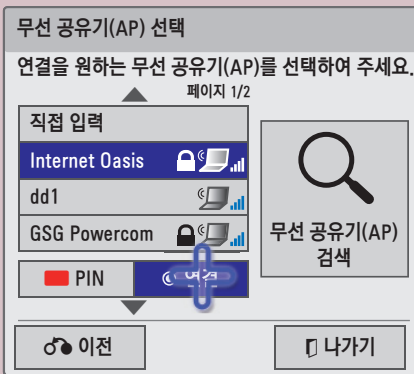 무선 공유기(AP) 선택
연결을 원하는 무선 공유기(AP)를 선택하여 주세요.
페이지 1/2
직접 입력
Internet Oasis
dd1
GSG Powercom
무선 공유기(AP)
검색
PIN
이전
나가기